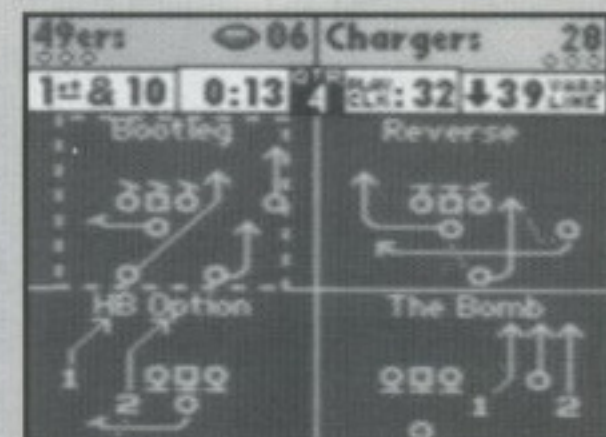 49ers 06 Chargers 28
1st & 10 0:13 QTR 4 PLAY CLK :32 39 YARD LINE
Bootleg Reverse
HB Option The Bomb
1 2 1 2